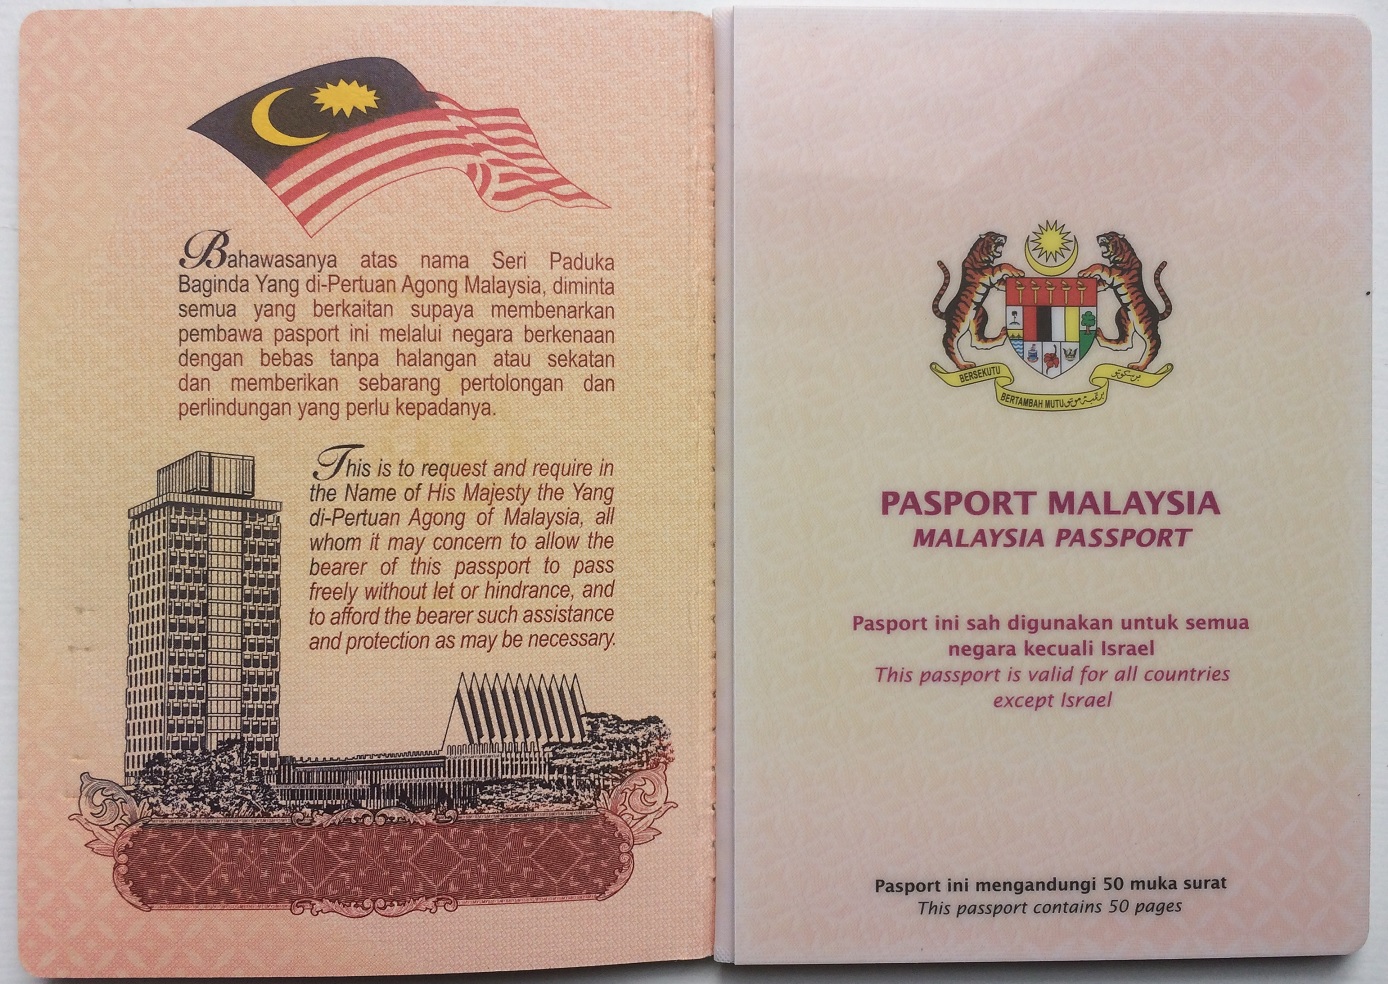 Bahawasanya atas nama Seri Paduka
Baginda Yang di-Pertuan Agong Malaysia, diminta
semua yang berkaitan supaya membenarkan
pembawa pasport ini melalui negara berkenaan
dengan bebas tanpa halangan atau sekatan
dan memberikan sebarang pertolongan dan
perlindungan yang perlu kepadanya.
This is to request and require in
the Name of His Majesty the Yang
di-Pertuan Agong of Malaysia, all
whom it may concern to allow the
bearer of this passport to pass
freely without let or hindrance, and
to afford the bearer such assistance
and protection as may be necessary.
BERSEKUTU
BERTAMBAH MUTU
PASPORT MALAYSIA
MALAYSIA PASSPORT
Pasport ini sah digunakan untuk semua
negara kecuali Israel
This passport is valid for all countries
except Israel
Pasport ini mengandungi 50 muka surat
This passport contains 50 pages